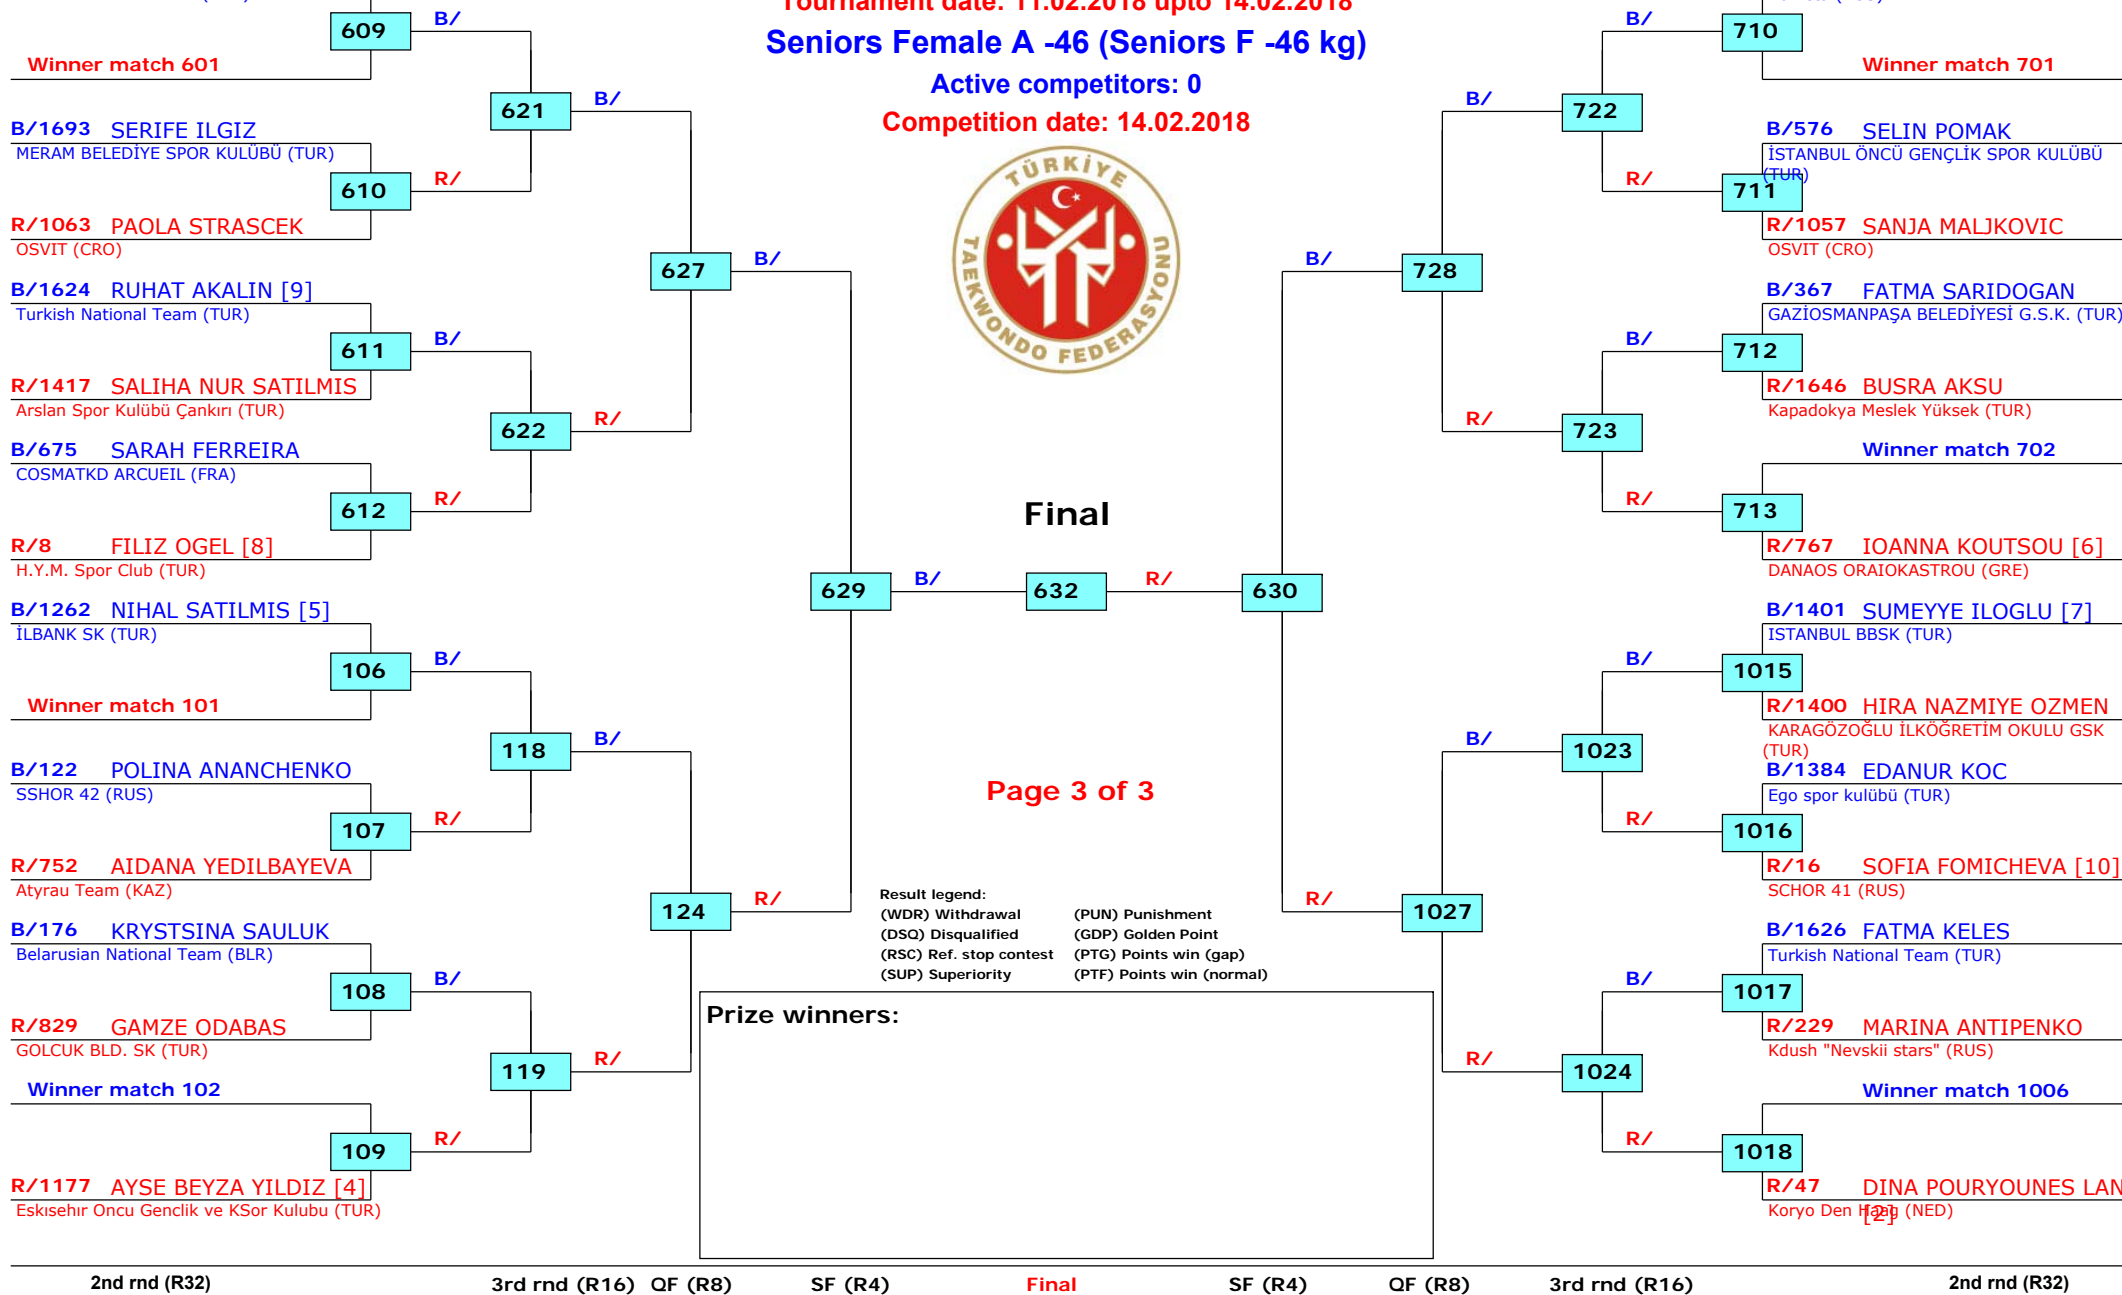 Tournament date: 11.02.2018 upto 14.02.2018
Seniors Female A -46 (Seniors F -46 kg)
Active competitors: 0
Competition date: 14.02.2018
TÜRKİYE
TAEKWONDO FEDERASYONU
609
B/
Winner match 601
621
B/
B/1693 SERIFE ILGIZ
MERAM BELEDİYE SPOR KULÜBÜ (TUR)
610
R/
R/1063 PAOLA STRASCEK
OSVIT (CRO)
627
B/
B/1624 RUHAT AKALIN [9]
Turkish National Team (TUR)
611
B/
R/1417 SALIHA NUR SATILMIS
Arslan Spor Kulübü Çankırı (TUR)
622
R/
B/675 SARAH FERREIRA
COSMATKD ARCUEIL (FRA)
612
R/
R/8 FILIZ OGEL [8]
H.Y.M. Spor Club (TUR)
629
B/
B/1262 NIHAL SATILMIS [5]
İLBANK SK (TUR)
106
B/
Winner match 101
118
B/
B/122 POLINA ANANCHENKO
SSHOR 42 (RUS)
107
R/
R/752 AIDANA YEDILBAYEVA
Atyrau Team (KAZ)
124
R/
B/176 KRYSTSINA SAULUK
Belarusian National Team (BLR)
108
B/
R/829 GAMZE ODABAS
GOLCUK BLD. SK (TUR)
119
R/
Winner match 102
109
R/
R/1177 AYSE BEYZA YILDIZ [4]
Eskısehır Oncu Genclik ve KSor Kulubu (TUR)
Final
632
Page 3 of 3
Result legend:
(WDR) Withdrawal (PUN) Punishment
(DSQ) Disqualified (GDP) Golden Point
(RSC) Ref. stop contest (PTG) Points win (gap)
(SUP) Superiority (PTF) Points win (normal)
Prize winners:
B/
710
Winner match 701
B/
722
B/576 SELIN POMAK
İSTANBUL ÖNCÜ GENÇLİK SPOR KULÜBÜ
(TUR)
R/
711
R/1057 SANJA MALJKOVIC
OSVIT (CRO)
B/
728
B/367 FATMA SARIDOGAN
GAZİOSMANPAŞA BELEDİYESİ G.S.K. (TUR)
B/
712
R/1646 BUSRA AKSU
Kapadokya Meslek Yüksek (TUR)
R/
723
Winner match 702
R/
713
R/767 IOANNA KOUTSOU [6]
DANAOS ORAIOKASTROU (GRE)
R/
630
B/1401 SUMEYYE ILOGLU [7]
ISTANBUL BBSK (TUR)
B/
1015
R/1400 HIRA NAZMIYE OZMEN
KARAGÖZOĞLU İLKÖĞRETİM OKULU GSK
(TUR)
B/
1023
B/1384 EDANUR KOC
Ego spor kulübü (TUR)
R/
1016
R/16 SOFIA FOMICHEVA [10]
SCHOR 41 (RUS)
R/
1027
B/1626 FATMA KELES
Turkish National Team (TUR)
B/
1017
R/229 MARINA ANTIPENKO
Kdush "Nevskii stars" (RUS)
R/
1024
Winner match 1006
R/
1018
R/47 DINA POURYOUNES LAN
[2]
Koryo Den Haag (NED)
2nd rnd (R32) 3rd rnd (R16) QF (R8) SF (R4) Final SF (R4) QF (R8) 3rd rnd (R16) 2nd rnd (R32)